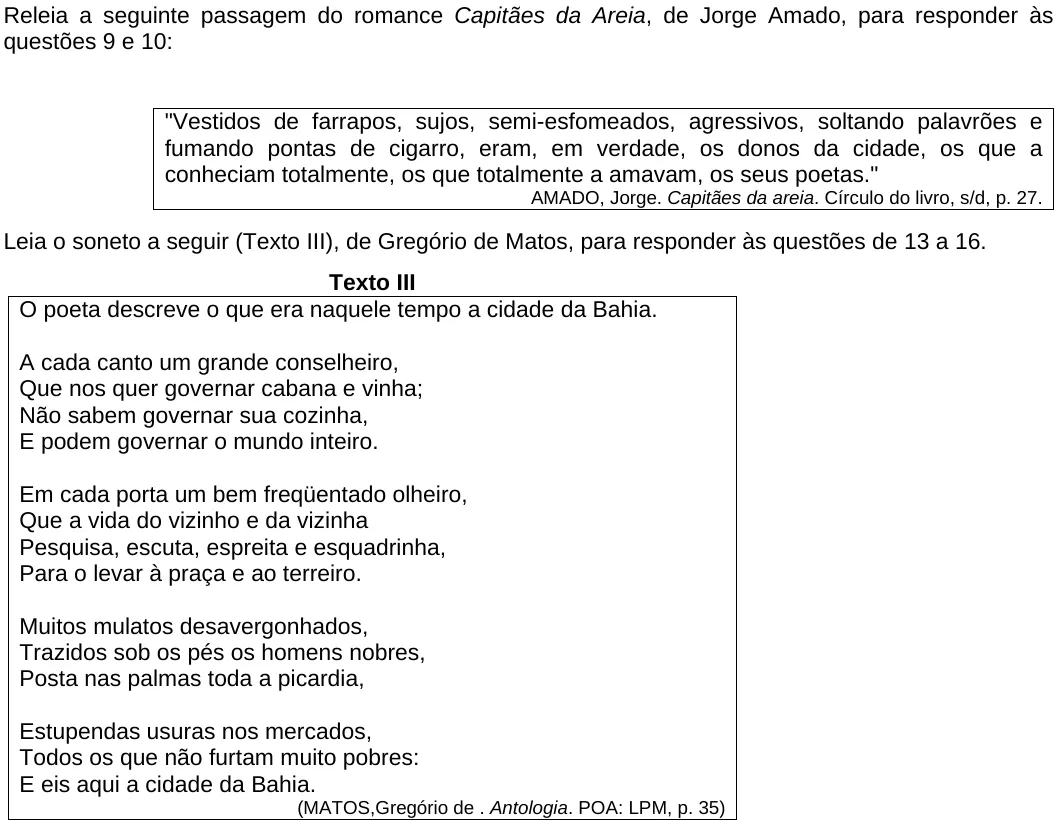 Releia a seguinte passagem do romance Capitães da Areia, de Jorge Amado, para responder às
questões 9 e 10:
"Vestidos de farrapos, sujos, semi-esfomeados, agressivos, soltando palavrões e
fumando pontas de cigarro, eram, em verdade, os donos da cidade, os que a
conheciam totalmente, os que totalmente a amavam, os seus poetas."
AMADO, Jorge. Capitães da areia. Círculo do livro, s/d, p. 27.
Leia o soneto a seguir (Texto III), de Gregório de Matos, para responder às questões de 13 a 16.
Texto III
O poeta descreve o que era naquele tempo a cidade da Bahia.
A cada canto um grande conselheiro,
Que nos quer governar cabana e vinha;
Não sabem governar sua cozinha,
E podem governar o mundo inteiro.
Em cada porta um bem freqüentado olheiro,
Que a vida do vizinho e da vizinha
Pesquisa, escuta, espreita e esquadrinha,
Para o levar à praça e ao terreiro.
Muitos mulatos desavergonhados,
Trazidos sob os pés os homens nobres,
Posta nas palmas toda a picardia,
Estupendas usuras nos mercados,
Todos os que não furtam muito pobres:
E eis aqui a cidade da Bahia.
(MATOS,Gregório de . Antologia. POA: LPM, p. 35)